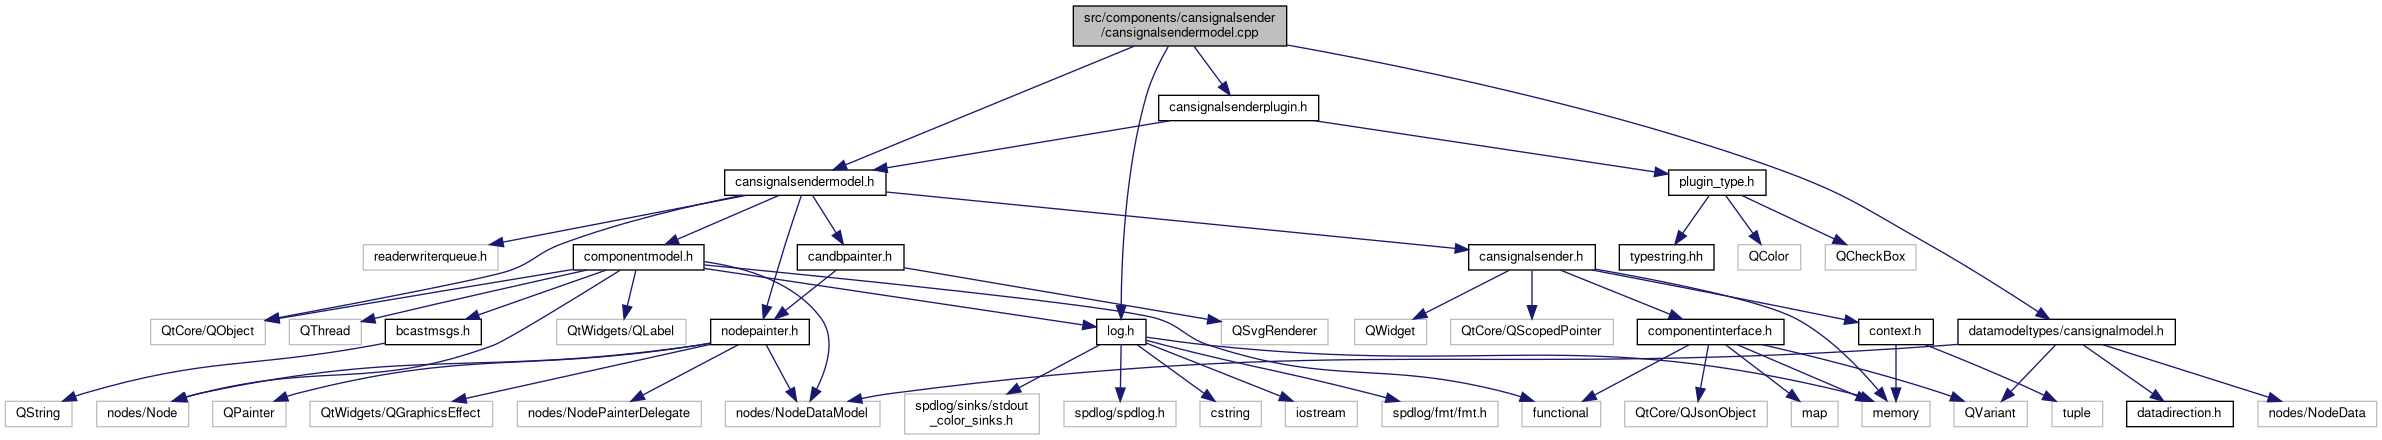 src/components/cansignalsender
/cansignalsendermodel.cpp
cansignalsenderplugin.h
cansignalsendermodel.h
plugin_type.h
readerwriterqueue.h
componentmodel.h
candbpainter.h
cansignalsender.h
typestring.hh
QColor
QCheckBox
QtCore/QObject
QThread
bcastmsgs.h
QtWidgets/QLabel
nodepainter.h
log.h
QSvgRenderer
QWidget
QtCore/QScopedPointer
componentinterface.h
context.h
datamodeltypes/cansignalmodel.h
QString
nodes/Node
QPainter
QtWidgets/QGraphicsEffect
nodes/NodePainterDelegate
nodes/NodeDataModel
spdlog/sinks/stdout
_color_sinks.h
spdlog/spdlog.h
cstring
iostream
spdlog/fmt/fmt.h
functional
QtCore/QJsonObject
map
memory
QVariant
tuple
datadirection.h
nodes/NodeData